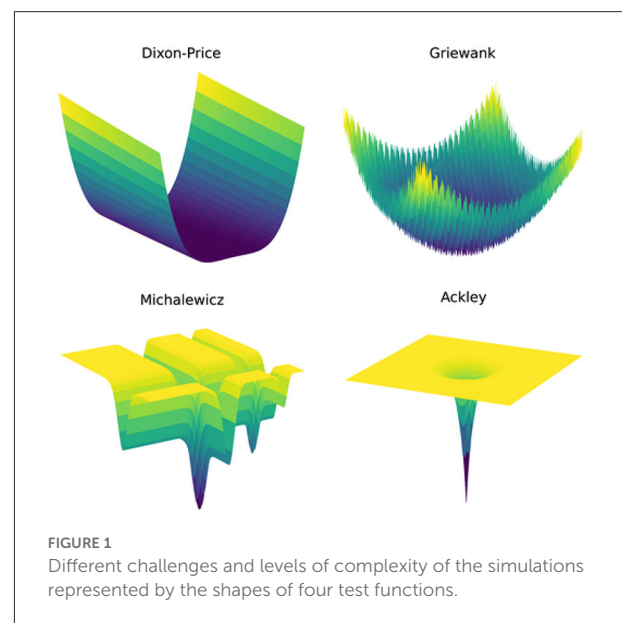 Dixon-Price
Griewank
Michalewicz
Ackley
FIGURE 1
Different challenges and levels of complexity of the simulations
represented by the shapes of four test functions.